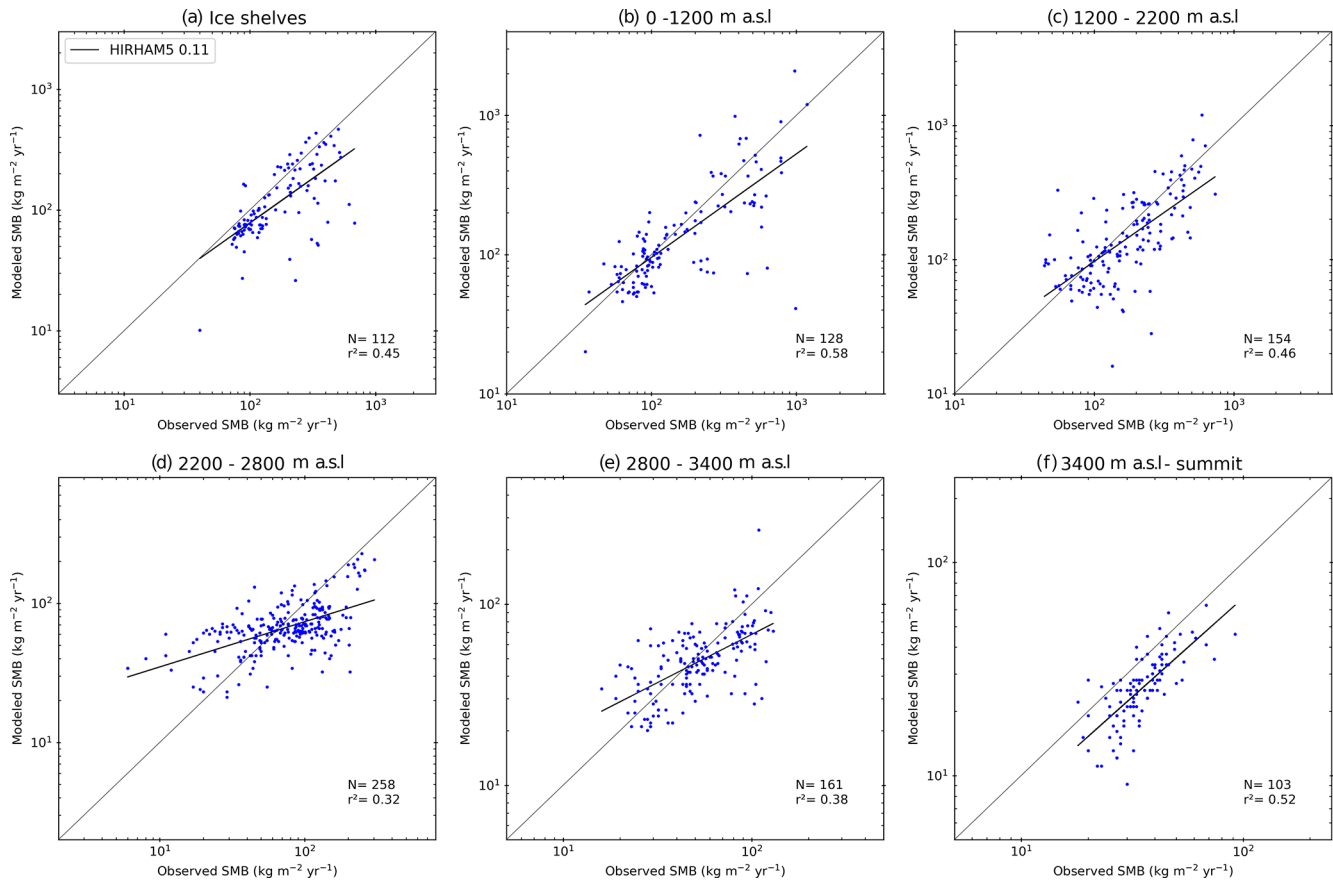 (a) Ice shelves
HIRHAM5 0.11
Modeled SMB (kg m⁻² yr⁻¹)
10³
10²
10¹
N= 112
r²= 0.45
10¹ 10² 10³
Observed SMB (kg m⁻² yr⁻¹)
(b) 0 -1200 m a.s.l
Modeled SMB (kg m⁻² yr⁻¹)
10³
10²
10¹
N= 128
r²= 0.58
10¹ 10² 10³
Observed SMB (kg m⁻² yr⁻¹)
(c) 1200 - 2200 m a.s.l
Modeled SMB (kg m⁻² yr⁻¹)
10³
10²
10¹
N= 154
r²= 0.46
10¹ 10² 10³
Observed SMB (kg m⁻² yr⁻¹)
(d) 2200 - 2800 m a.s.l
Modeled SMB (kg m⁻² yr⁻¹)
10²
10¹
N= 258
r²= 0.32
10¹ 10²
Observed SMB (kg m⁻² yr⁻¹)
(e) 2800 - 3400 m a.s.l
Modeled SMB (kg m⁻² yr⁻¹)
10²
10¹
N= 161
r²= 0.38
10¹ 10²
Observed SMB (kg m⁻² yr⁻¹)
(f) 3400 m a.s.l - summit
Modeled SMB (kg m⁻² yr⁻¹)
10²
10¹
N= 103
r²= 0.52
10¹ 10²
Observed SMB (kg m⁻² yr⁻¹)